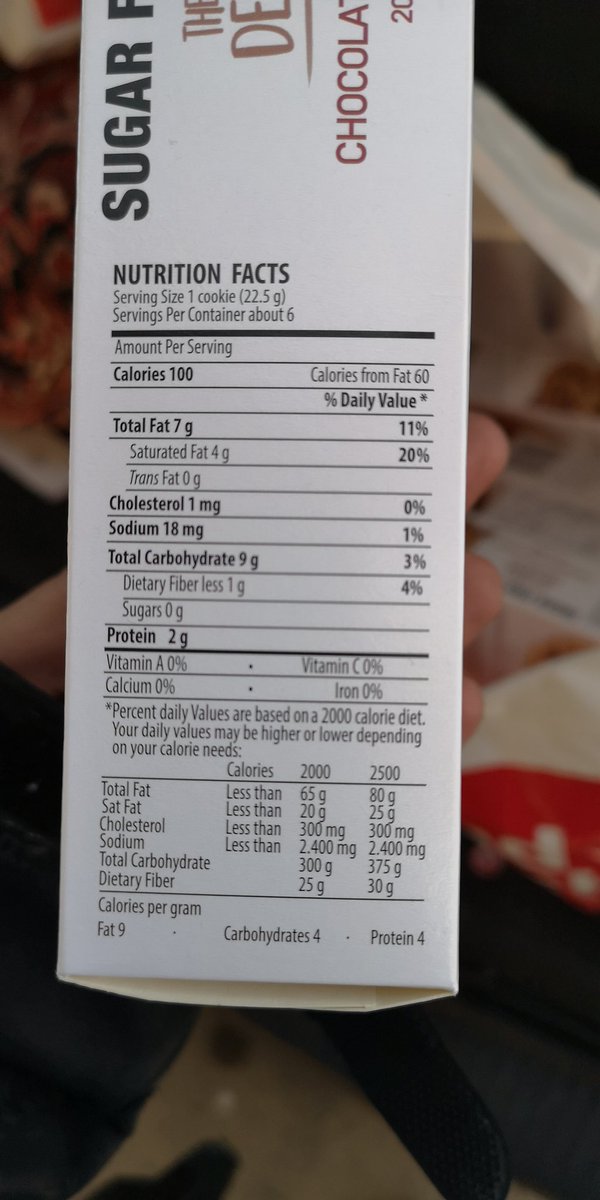 SUGAR F
THE
DE
CHOCOLAT
20
NUTRITION FACTS
Serving Size 1 cookie (22.5 g)
Servings Per Container about 6
Amount Per Serving
Calories 100 Calories from Fat 60
% Daily Value *
Total Fat 7 g 11%
Saturated Fat 4 g 20%
Trans Fat 0 g
Cholesterol 1 mg 0%
Sodium 18 mg 1%
Total Carbohydrate 9 g 3%
Dietary Fiber less 1 g 4%
Sugars 0 g
Protein 2 g
Vitamin A 0% · Vitamin C 0%
Calcium 0% · Iron 0%
*Percent daily Values are based on a 2000 calorie diet.
Your daily values may be higher or lower depending
on your calorie needs:
Calories 2000 2500
Total Fat Less than 65 g 80 g
Sat Fat Less than 20 g 25 g
Cholesterol Less than 300 mg 300 mg
Sodium Less than 2.400 mg 2.400 mg
Total Carbohydrate 300 g 375 g
Dietary Fiber 25 g 30 g
Calories per gram
Fat 9 · Carbohydrates 4 · Protein 4